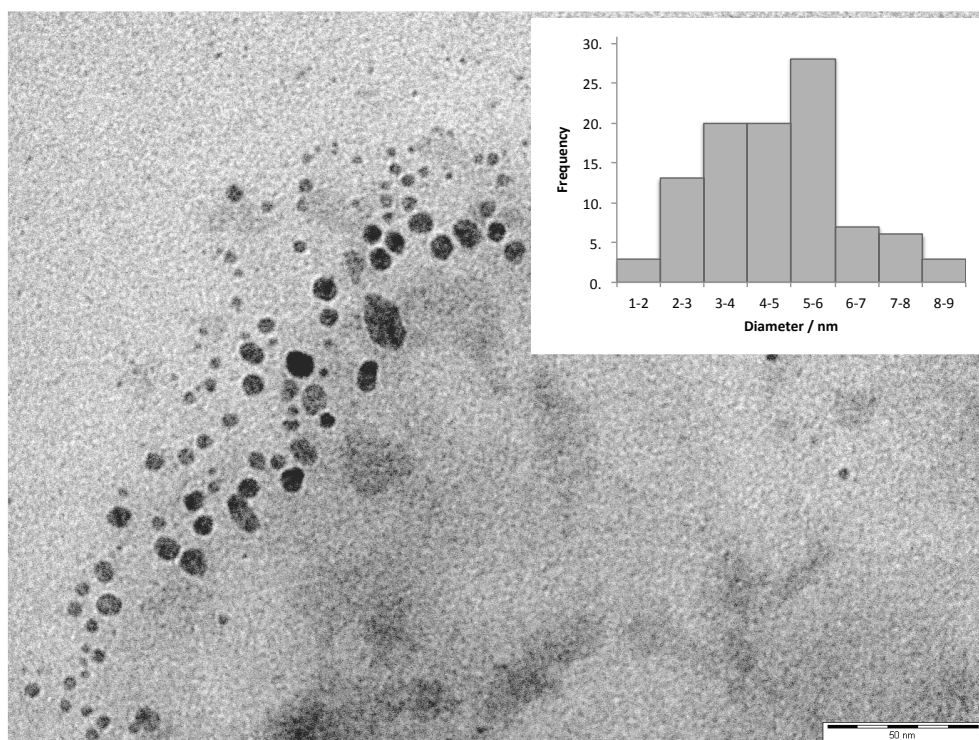 30.
25.
20.
15.
10.
5.
0.
Frequency
1-2 2-3 3-4 4-5 5-6 6-7 7-8 8-9
Diameter / nm
50 nm